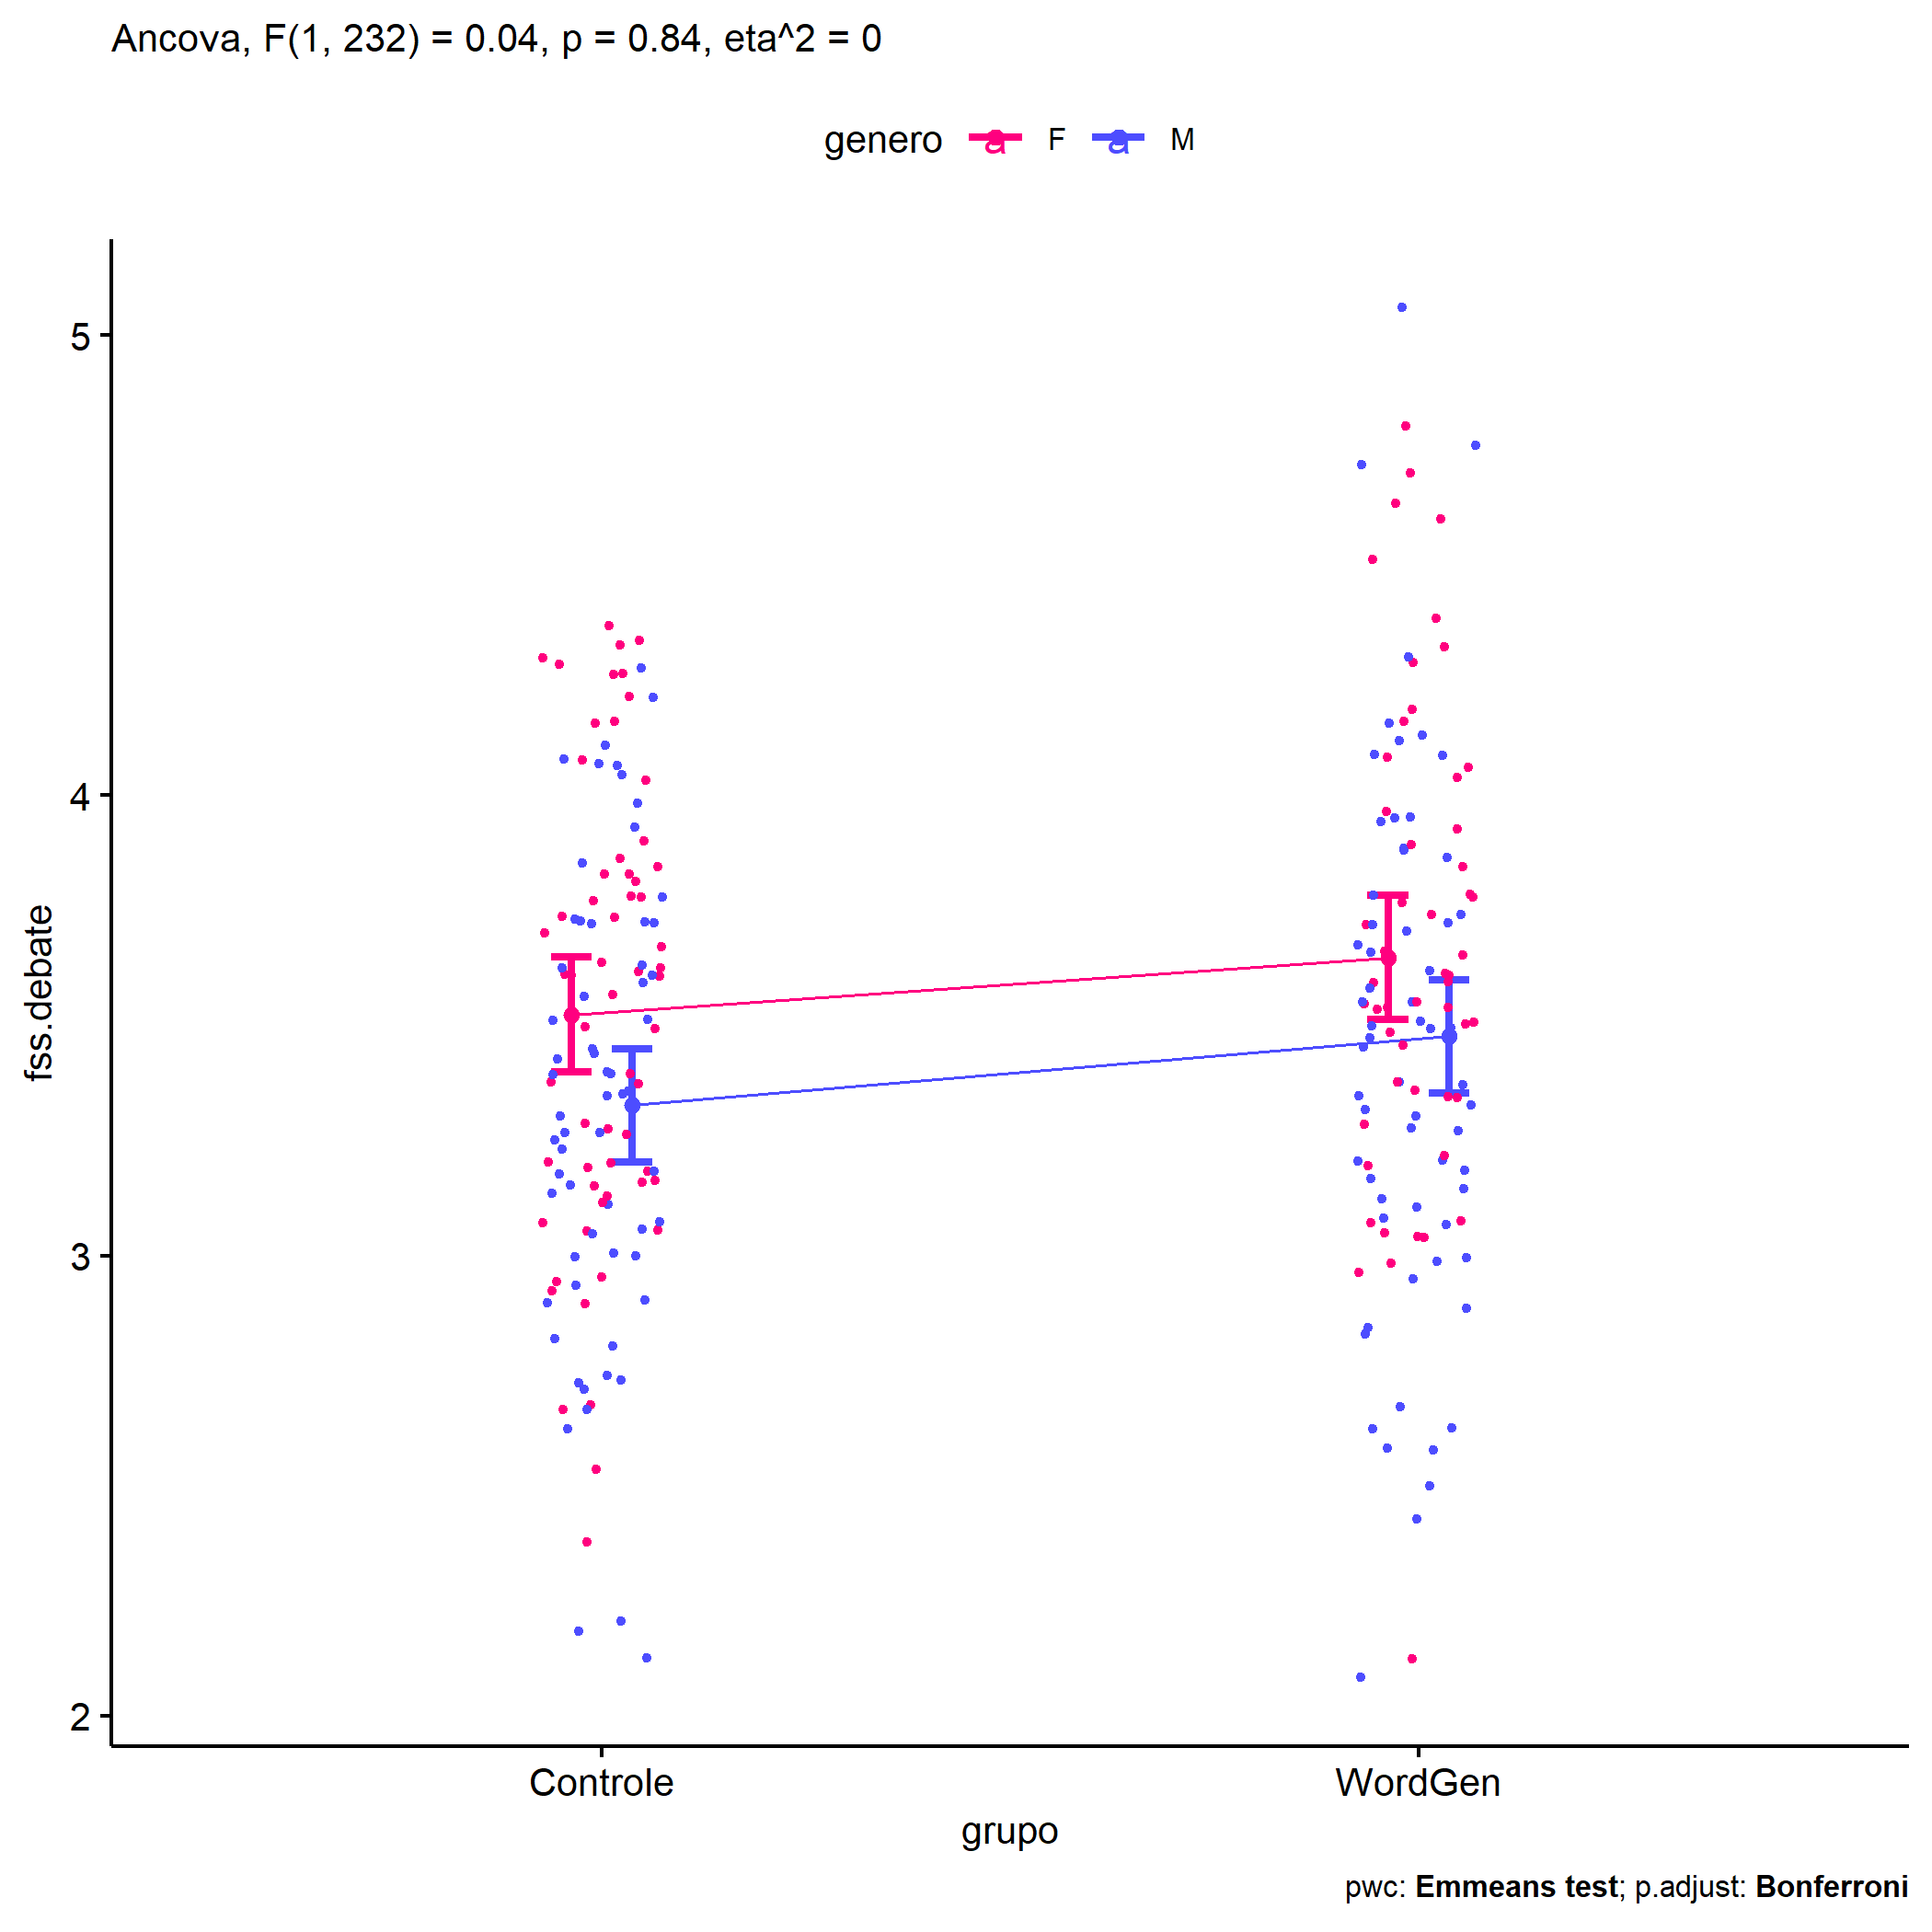 Ancova, F(1, 232) = 0.04, p = 0.84, eta^2 = 0
genero a F a M
5
4
3
2
fss.debate
Controle WordGen
grupo
pwc: Emmeans test; p.adjust: Bonferroni